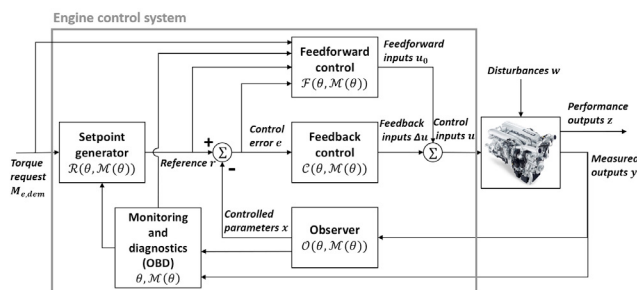 Engine control system
Feedforward
control
ℱ(θ, ℳ(θ))
Feedforward
inputs u₀
Disturbances w
Performance
outputs z
Setpoint
generator
ℛ(θ, ℳ(θ))
Torque
request
M_{e,dem}
Reference r
+
Σ
−
Control
error e
Feedback
control
𝒞(θ, ℳ(θ))
Feedback
inputs Δu
Σ
Control
inputs u
Measured
outputs y
Monitoring
and
diagnostics
(OBD)
θ, ℳ(θ)
Controlled
parameters x
Observer
𝒪(θ, ℳ(θ))